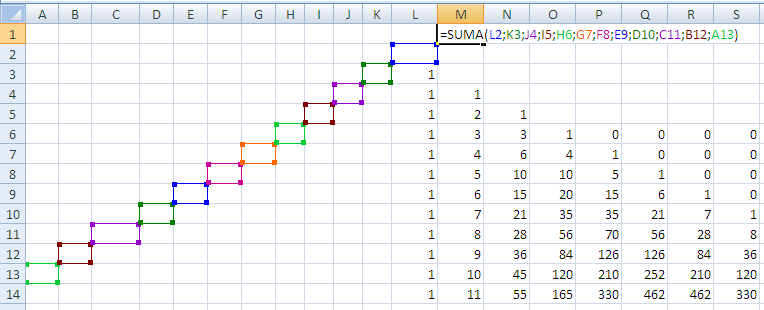 A B C D E F G H I J K L M N O P Q R S
1 =SUMA(L2;K3;J4;I5;H6;G7;F8;E9;D10;C11;B12;A13)
2
3 1
4 1 1
5 1 2 1
6 1 3 3 1 0 0 0
7 1 4 6 4 1 0 0
8 1 5 10 10 5 1 0
9 1 6 15 20 15 6 1 0
10 1 7 21 35 35 21 7 1
11 1 8 28 56 70 56 28 8
12 1 9 36 84 126 126 84 36
13 1 10 45 120 210 252 210 120
14 1 11 55 165 330 462 462 330